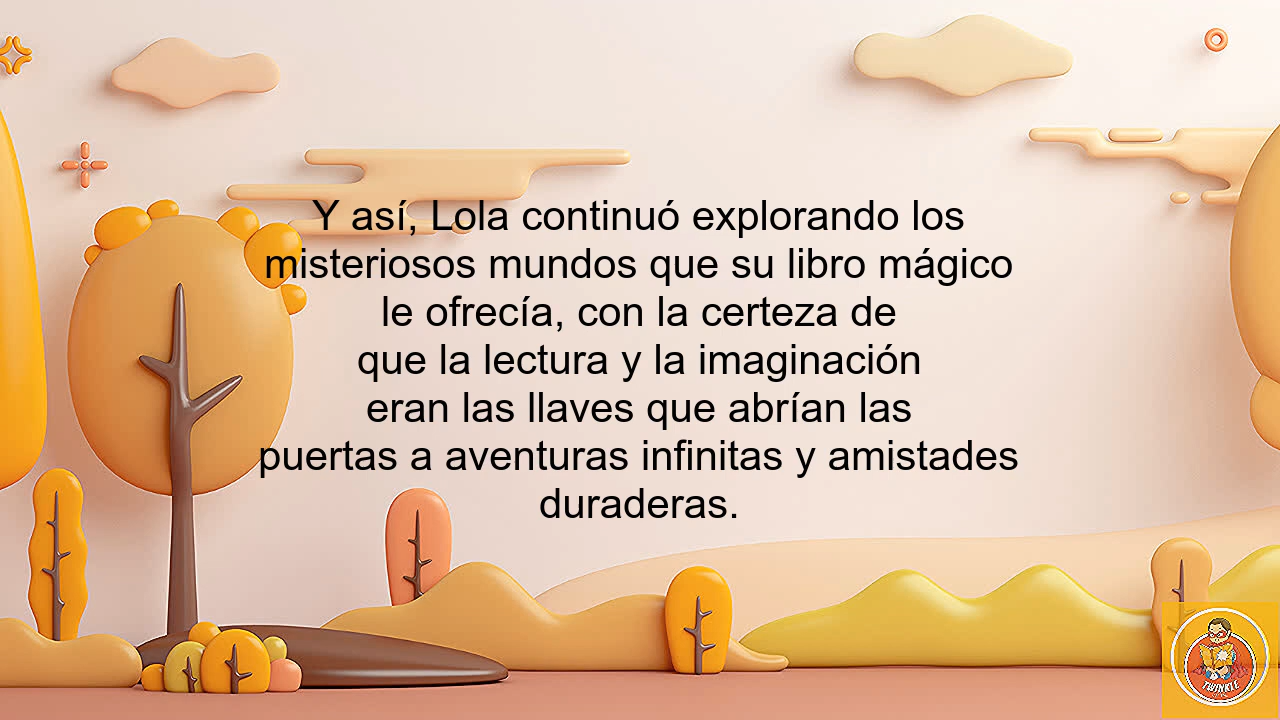 Y así, Lola continuó explorando los
misteriosos mundos que su libro mágico
le ofrecía, con la certeza de
que la lectura y la imaginación
eran las llaves que abrían las
puertas a aventuras infinitas y amistades
duraderas.
TWINKLE